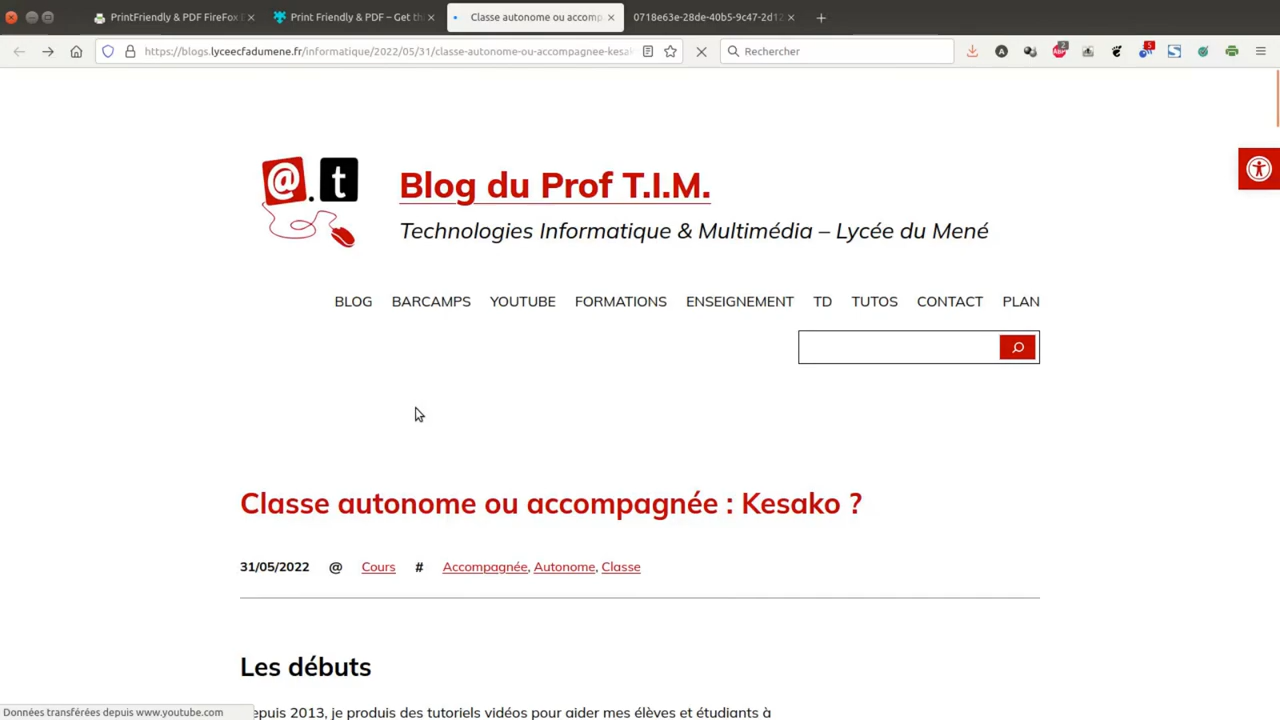 PrintFriendly & PDF FireFox
Print Friendly & PDF – Get th
Classe autonome ou accomp
0718e63e-28de-40b5-9c47-2d12
https://blogs.lyceecfadumene.fr/informatique/2022/05/31/classe-autonome-ou-accompagnee-kesa
Rechercher
A
2
5
@.t
Blog du Prof T.I.M.
Technologies Informatique & Multimédia – Lycée du Mené
BLOG BARCAMPS YOUTUBE FORMATIONS ENSEIGNEMENT TD TUTOS CONTACT PLAN
Classe autonome ou accompagnée : Kesako ?
31/05/2022 @ Cours # Accompagnée, Autonome, Classe
Les débuts
epuis 2013, je produis des tutoriels vidéos pour aider mes élèves et étudiants à
Données transférées depuis www.youtube.com